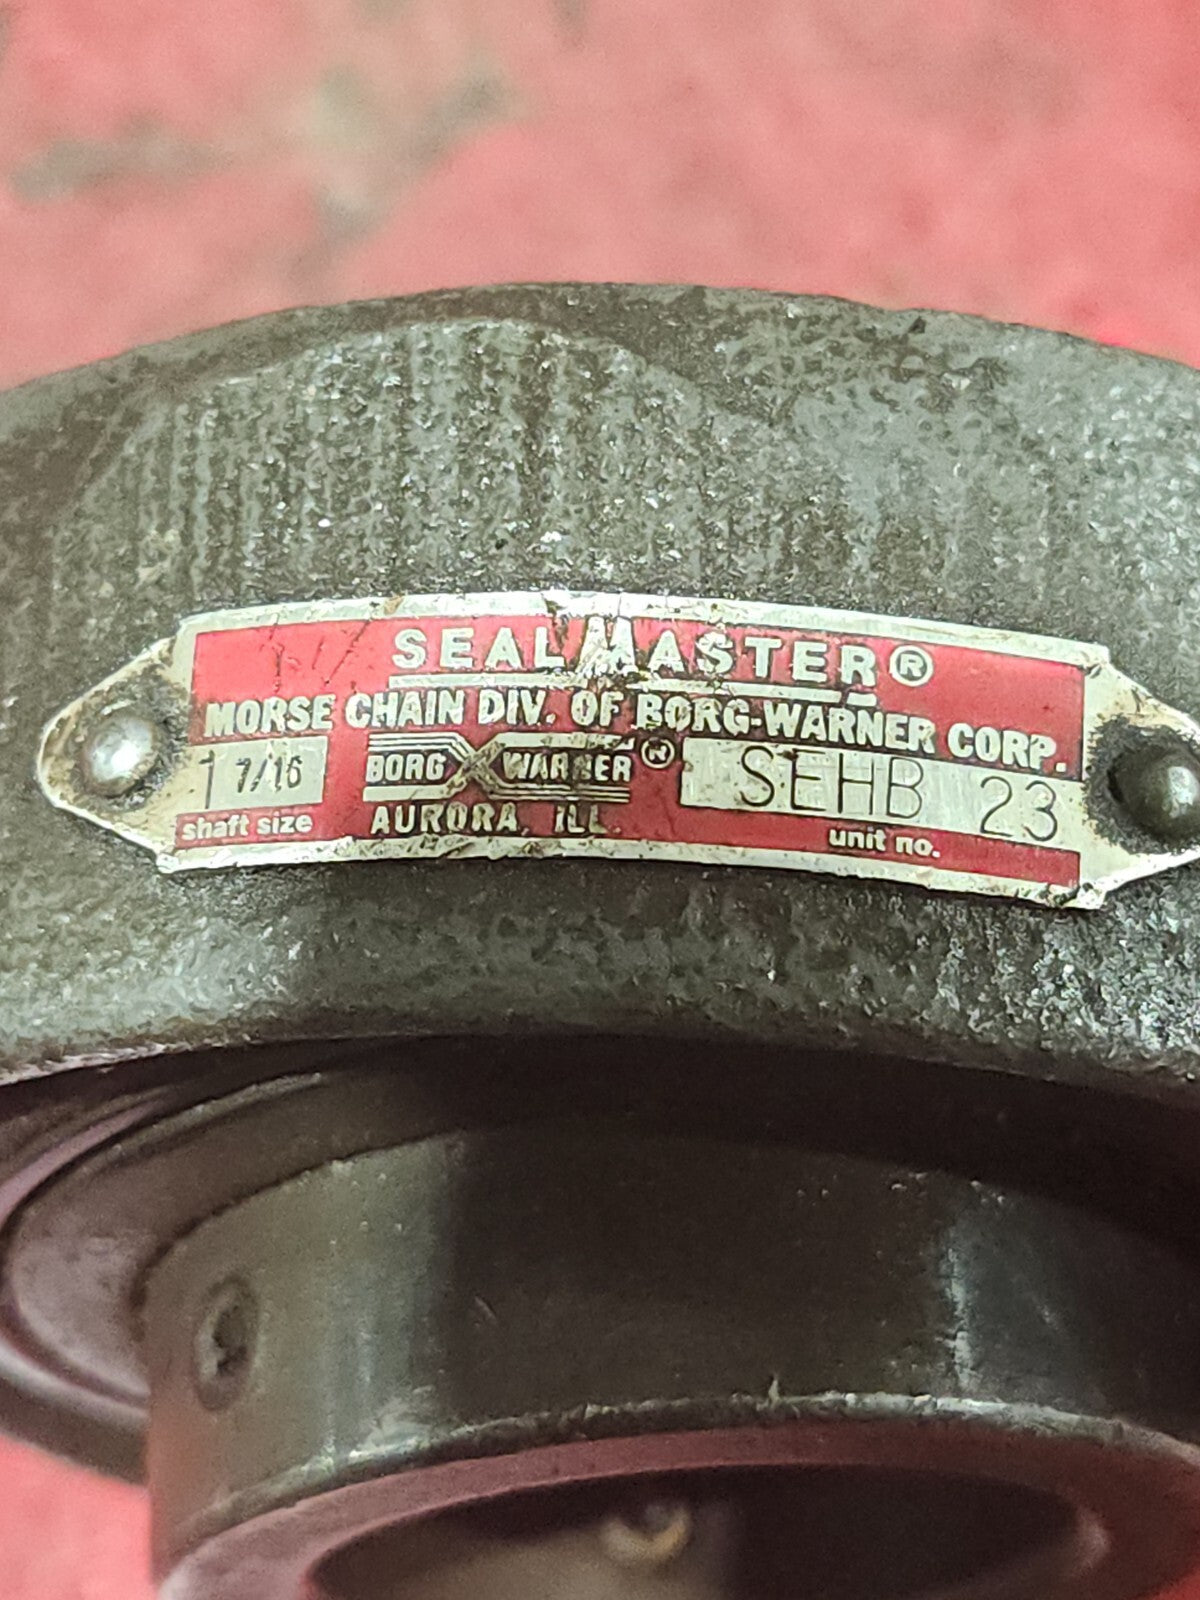 SEALMASTER®
MORSE CHAIN DIV. OF BORG-WARNER CORP.
1 7/16 BORG WARNER® SEHB 23
shaft size AURORA, ILL. unit no.